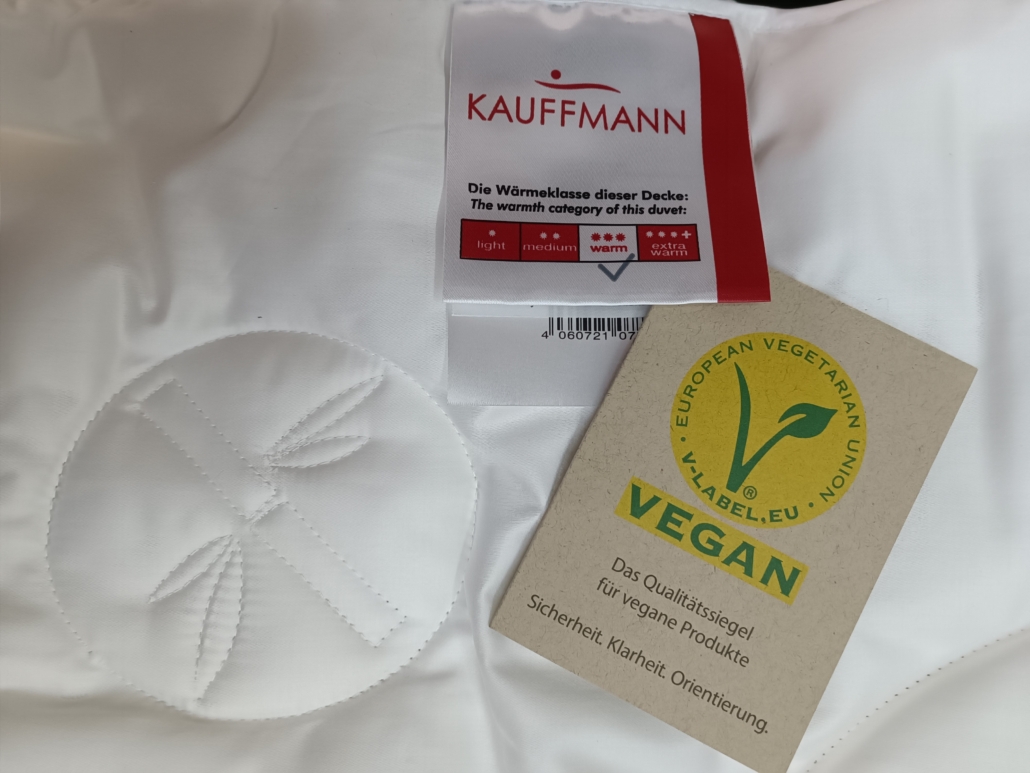 KAUFFMANN
Die Wärmeklasse dieser Decke:
The warmth category of this duvet:
light medium warm extra warm
4 060721 07
EUROPEAN VEGETARIAN UNION
V-LABEL.EU
®
VEGAN
Das Qualitätssiegel
für vegane Produkte
Sicherheit. Klarheit. Orientierung.